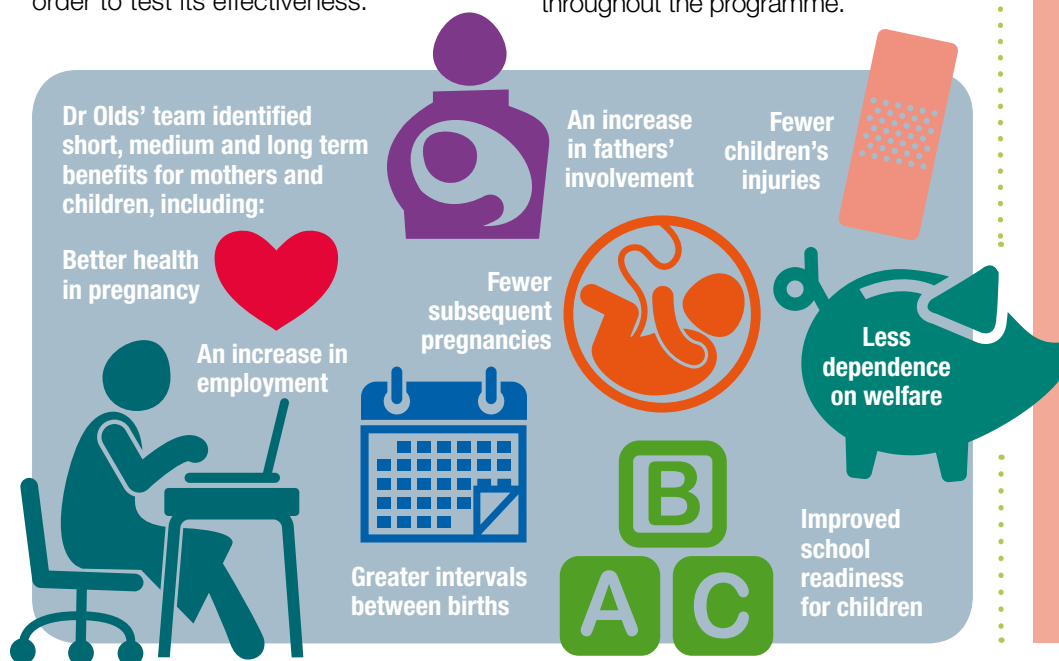 order to test its effectiveness.
throughout the programme.
Dr Olds’ team identified
short, medium and long term
benefits for mothers and
children, including:
An increase
in fathers’
involvement
Fewer
children’s
injuries
Better health
in pregnancy
Fewer
subsequent
pregnancies
Less
dependence
on welfare
An increase in
employment
Greater intervals
between births
B
A C
Improved
school
readiness
for children